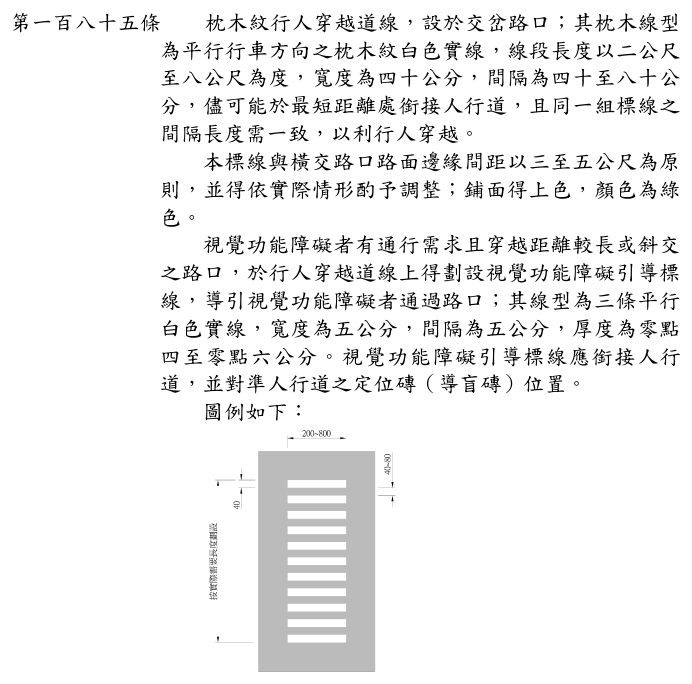 第一百八十五條　　枕木紋行人穿越道線，設於交岔路口；其枕木線型
為平行行車方向之枕木紋白色實線，線段長度以二公尺
至八公尺為度，寬度為四十公分，間隔為四十至八十公
分，儘可能於最短距離處銜接人行道，且同一組標線之
間隔長度需一致，以利行人穿越。
本標線與橫交路口路面邊緣間距以三至五公尺為原
則，並得依實際情形酌予調整；鋪面得上色，顏色為綠
色。
視覺功能障礙者有通行需求且穿越距離較長或斜交
之路口，於行人穿越道線上得劃設視覺功能障礙引導標
線，導引視覺功能障礙者通過路口；其線型為三條平行
白色實線，寬度為五公分，間隔為五公分，厚度為零點
四至零點六公分。視覺功能障礙引導標線應銜接人行
道，並對準人行道之定位磚（導盲磚）位置。
圖例如下：
200~800
40~80
40
按實際需要長度劃設